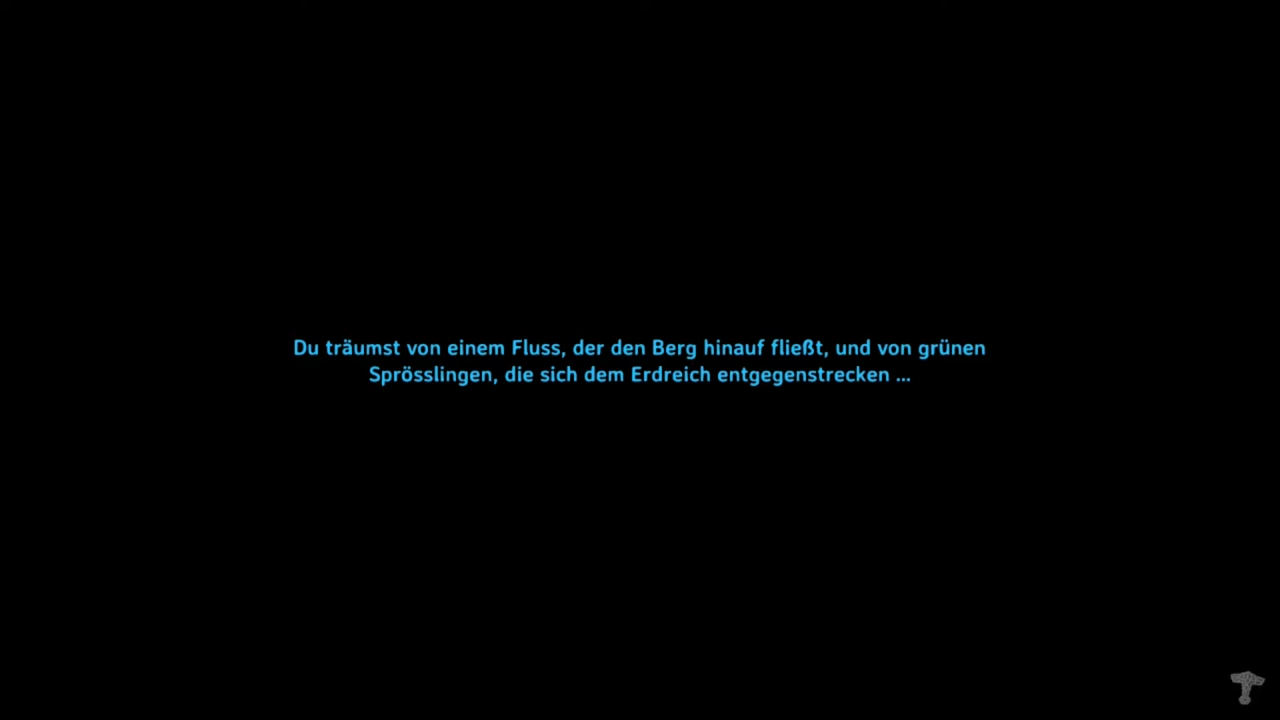 Du träumst von einem Fluss, der den Berg hinauf fließt, und von grünen
Sprösslingen, die sich dem Erdreich entgegenstrecken ...